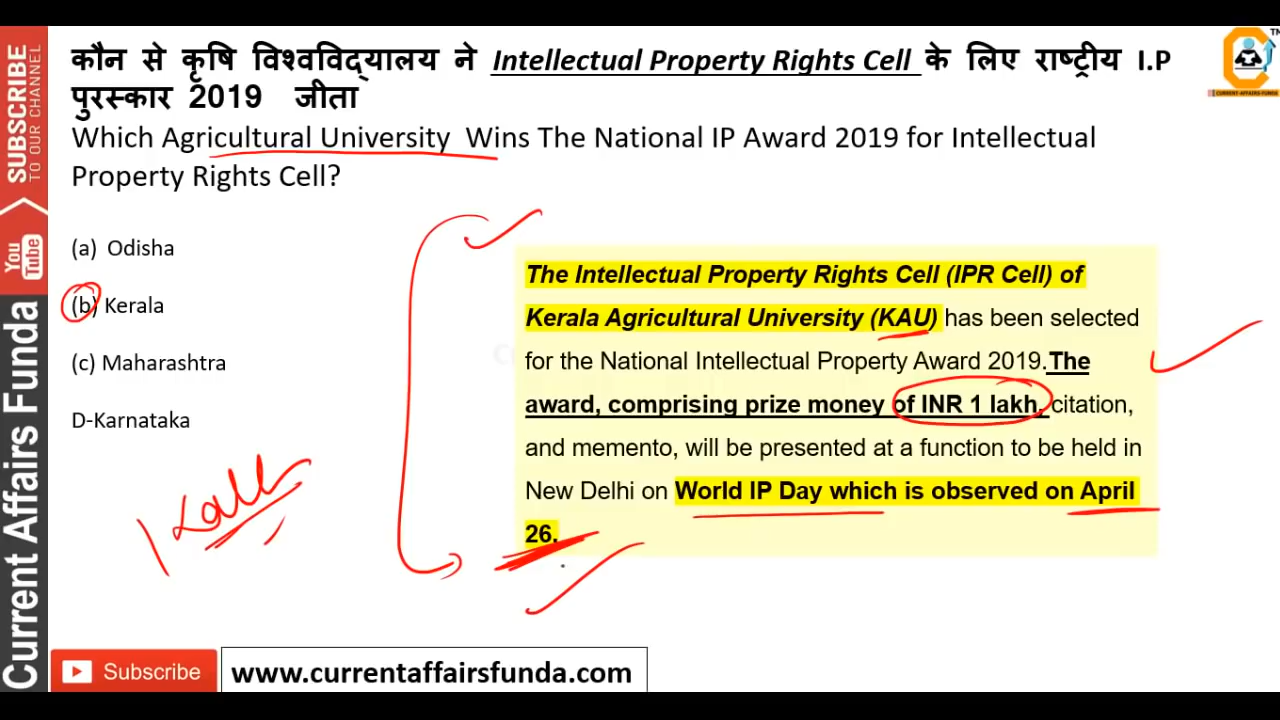 कौन से कृषि विश्वविद्यालय ने Intellectual Property Rights Cell के लिए राष्ट्रीय I.P
पुरस्कार 2019 जीता
Which Agricultural University Wins The National IP Award 2019 for Intellectual
Property Rights Cell?
(a) Odisha
(b) Kerala
(c) Maharashtra
D-Karnataka
The Intellectual Property Rights Cell (IPR Cell) of
Kerala Agricultural University (KAU) has been selected
for the National Intellectual Property Award 2019. The
award, comprising prize money of INR 1 lakh, citation,
and memento, will be presented at a function to be held in
New Delhi on World IP Day which is observed on April
26.
SUBSCRIBE
TO OUR CHANNEL
You
Tube
Current Affairs Funda
TM
CURRENT-AFFAIRS-FUNDA
Subscribe
www.currentaffairsfunda.com